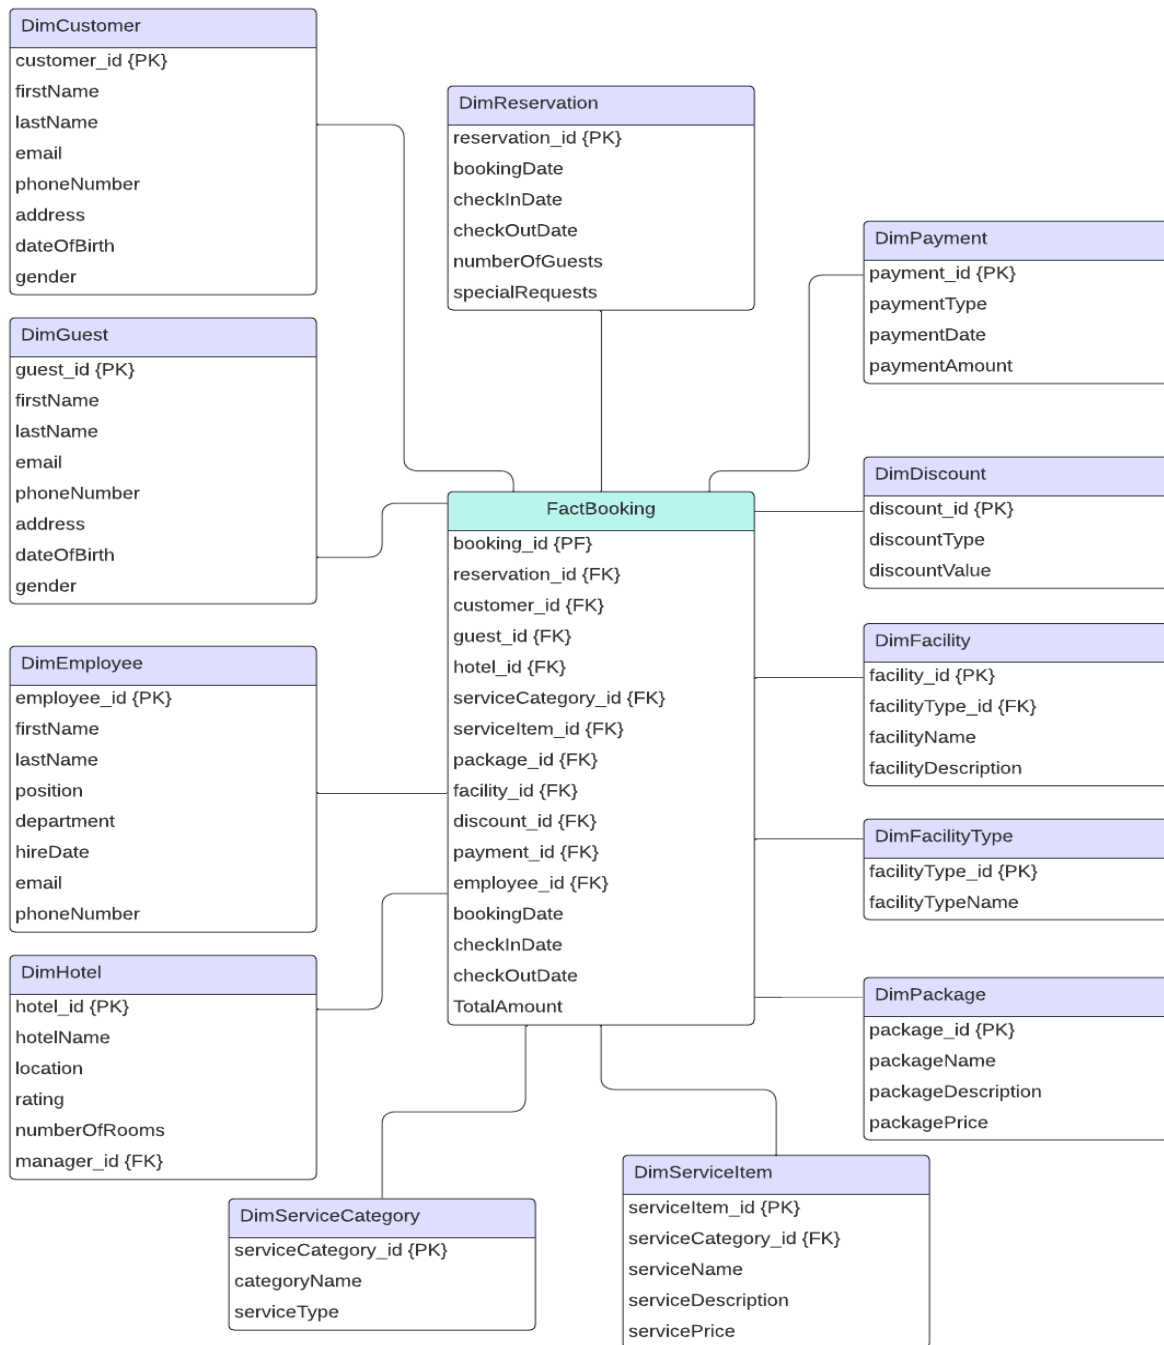 DimCustomer
customer_id {PK}
firstName
lastName
email
phoneNumber
address
dateOfBirth
gender
DimReservation
reservation_id {PK}
bookingDate
checkInDate
checkOutDate
numberOfGuests
specialRequests
DimPayment
payment_id {PK}
paymentType
paymentDate
paymentAmount
DimGuest
guest_id {PK}
firstName
lastName
email
phoneNumber
address
dateOfBirth
gender
DimDiscount
discount_id {PK}
discountType
discountValue
FactBooking
booking_id {PF}
reservation_id {FK}
customer_id {FK}
guest_id {FK}
hotel_id {FK}
serviceCategory_id {FK}
serviceItem_id {FK}
package_id {FK}
facility_id {FK}
discount_id {FK}
payment_id {FK}
employee_id {FK}
bookingDate
checkInDate
checkOutDate
TotalAmount
DimFacility
facility_id {PK}
facilityType_id {FK}
facilityName
facilityDescription
DimEmployee
employee_id {PK}
firstName
lastName
position
department
hireDate
email
phoneNumber
DimFacilityType
facilityType_id {PK}
facilityTypeName
DimHotel
hotel_id {PK}
hotelName
location
rating
numberOfRooms
manager_id {FK}
DimPackage
package_id {PK}
packageName
packageDescription
packagePrice
DimServiceCategory
serviceCategory_id {PK}
categoryName
serviceType
DimServiceItem
serviceItem_id {PK}
serviceCategory_id {FK}
serviceName
serviceDescription
servicePrice